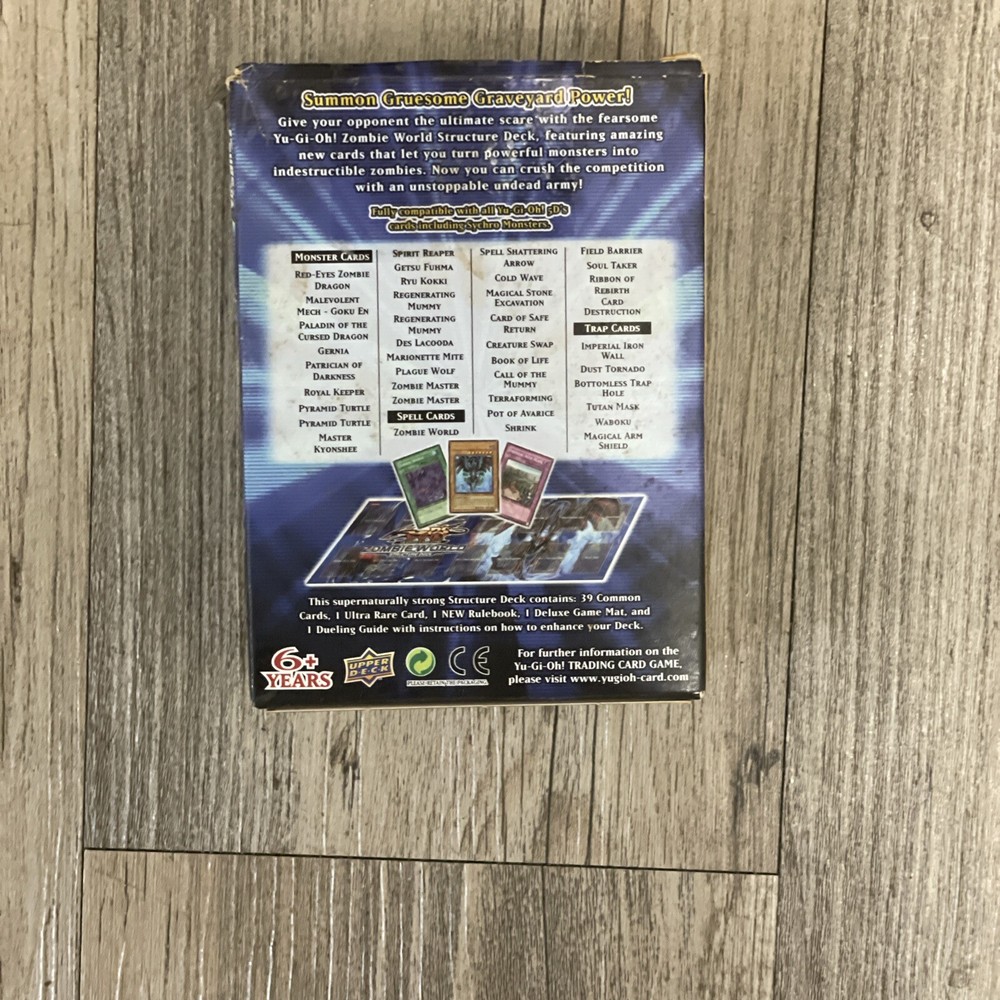 Summon Gruesome Graveyard Power!
Give your opponent the ultimate scare with the fearsome
Yu-Gi-Oh! Zombie World Structure Deck, featuring amazing
new cards that let you turn powerful monsters into
indestructible zombies. Now you can crush the competition
with an unstoppable undead army!
Fully compatible with all Yu-Gi-Oh! 5D's
cards including Sychro Monsters.
MONSTER CARDS
RED-EYES ZOMBIE
DRAGON
MALEVOLENT
MECH - GOKU EN
PALADIN OF THE
CURSED DRAGON
GERNIA
PATRICIAN OF
DARKNESS
ROYAL KEEPER
PYRAMID TURTLE
PYRAMID TURTLE
MASTER
KYONSHEE
SPIRIT REAPER
GETSU FUHMA
RYU KOKKI
REGENERATING
MUMMY
REGENERATING
MUMMY
DES LACOODA
MARIONETTE MITE
PLAGUE WOLF
ZOMBIE MASTER
ZOMBIE MASTER
SPELL CARDS
ZOMBIE WORLD
SPELL SHATTERING
ARROW
COLD WAVE
MAGICAL STONE
EXCAVATION
CARD OF SAFE
RETURN
CREATURE SWAP
BOOK OF LIFE
CALL OF THE
MUMMY
TERRAFORMING
POT OF AVARICE
SHRINK
FIELD BARRIER
SOUL TAKER
RIBBON OF
REBIRTH
CARD
DESTRUCTION
TRAP CARDS
IMPERIAL IRON
WALL
DUST TORNADO
BOTTOMLESS TRAP
HOLE
TUTAN MASK
WABOKU
MAGICAL ARM
SHIELD
ZOMBIE WORLD
This supernaturally strong Structure Deck contains: 39 Common
Cards, 1 Ultra Rare Card, 1 NEW Rulebook, 1 Deluxe Game Mat, and
1 Dueling Guide with instructions on how to enhance your Deck.
6+
YEARS
UPPER
DECK
PLEASE RETAIN THE PACKAGING.
CE
For further information on the
Yu-Gi-Oh! TRADING CARD GAME,
please visit www.yugioh-card.com